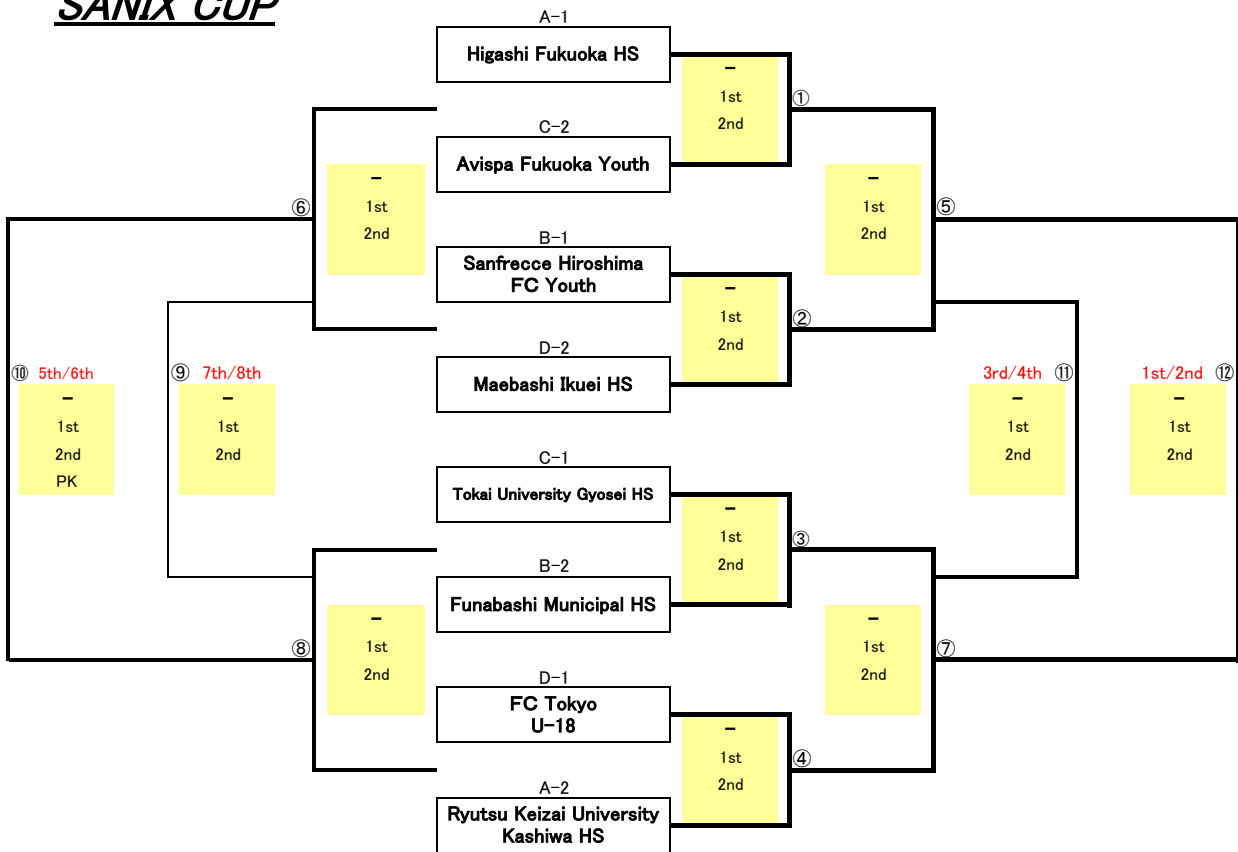 SANIX CUP
A-1
Higashi Fukuoka HS
-
1st
2nd
①
C-2
Avispa Fukuoka Youth
-
1st
2nd
⑥
-
1st
2nd
⑤
B-1
Sanfrecce Hiroshima
FC Youth
-
1st
2nd
②
D-2
Maebashi Ikuei HS
⑩ 5th/6th
-
1st
2nd
PK
⑨ 7th/8th
-
1st
2nd
3rd/4th ⑪
-
1st
2nd
1st/2nd ⑫
-
1st
2nd
C-1
Tokai University Gyosei HS
-
1st
2nd
③
B-2
Funabashi Municipal HS
-
1st
2nd
⑧
-
1st
2nd
⑦
D-1
FC Tokyo
U-18
-
1st
2nd
④
A-2
Ryutsu Keizai University
Kashiwa HS